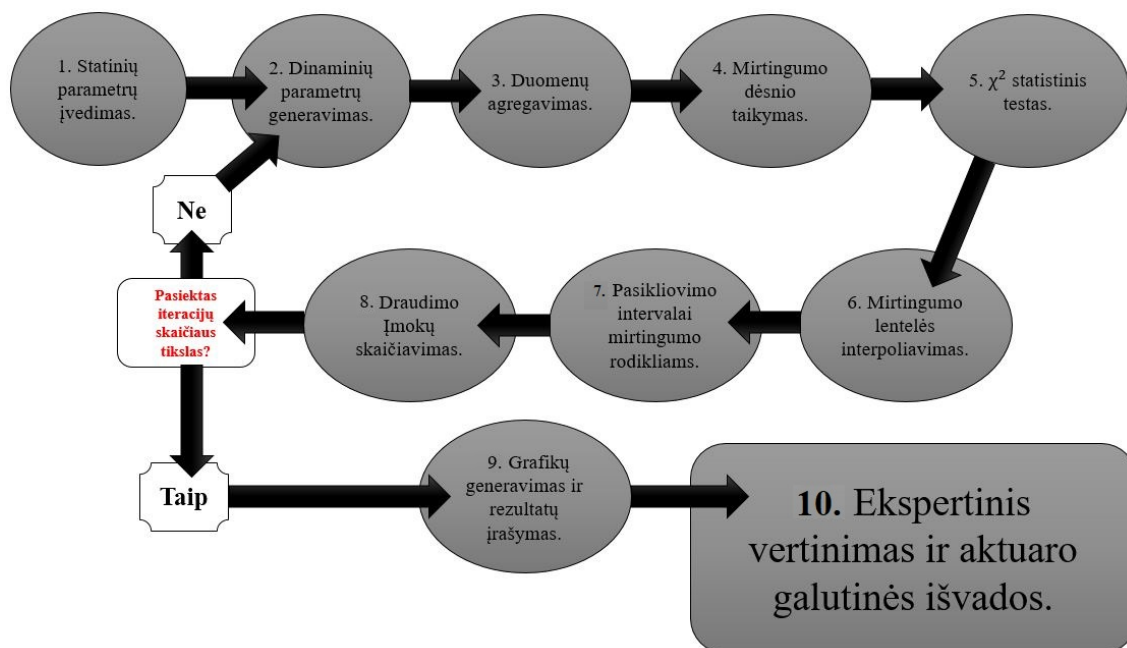 1. Statinių
parametrų
įvedimas.
2. Dinaminių
parametrų
generavimas.
3. Duomenų
agregavimas.
4. Mirtingumo
dėsnio
taikymas.
5. χ² statistinis
testas.
6. Mirtingumo
lentelės
interpoliavimas.
7. Pasikliovimo
intervalai
mirtingumo
rodikliams.
8. Draudimo
Įmokų
skaičiavimas.
Pasiektas
iteracijų
skaičiaus
tikslas?
Ne
Taip
9. Grafikų
generavimas ir
rezultatų
įrašymas.
10. Ekspertinis
vertinimas ir aktuaro
galutinės išvados.